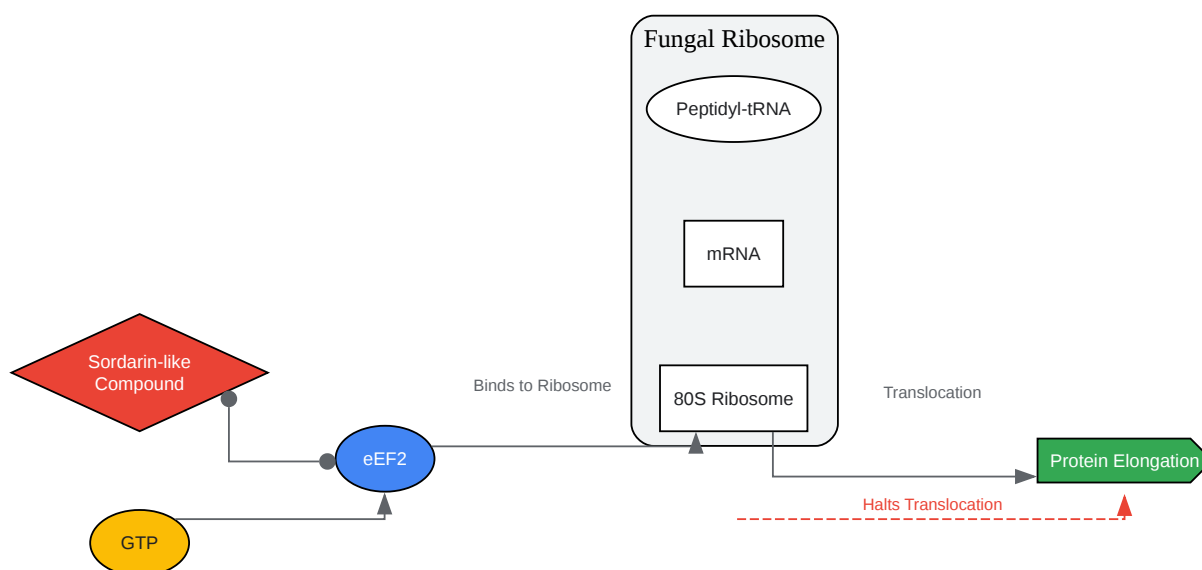 Fungal Ribosome
Peptidyl-tRNA
mRNA
Sordarin-like
Compound
Binds to Ribosome
80S Ribosome
Translocation
eEF2
Protein Elongation
Halts Translocation
GTP